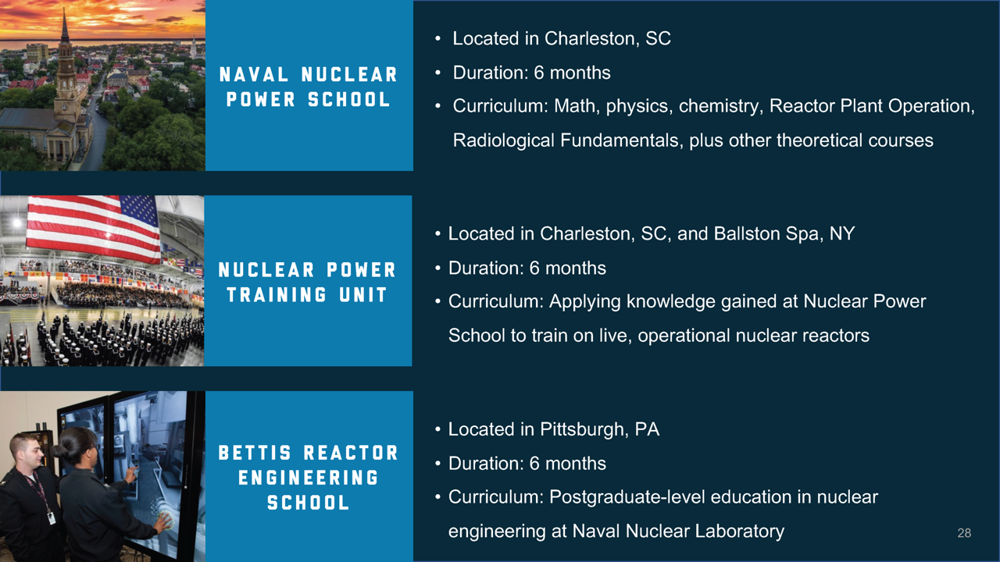 NAVAL NUCLEAR
POWER SCHOOL
• Located in Charleston, SC
• Duration: 6 months
• Curriculum: Math, physics, chemistry, Reactor Plant Operation,
Radiological Fundamentals, plus other theoretical courses
NUCLEAR POWER
TRAINING UNIT
• Located in Charleston, SC, and Ballston Spa, NY
• Duration: 6 months
• Curriculum: Applying knowledge gained at Nuclear Power
School to train on live, operational nuclear reactors
BETTIS REACTOR
ENGINEERING
SCHOOL
• Located in Pittsburgh, PA
• Duration: 6 months
• Curriculum: Postgraduate-level education in nuclear
engineering at Naval Nuclear Laboratory
28